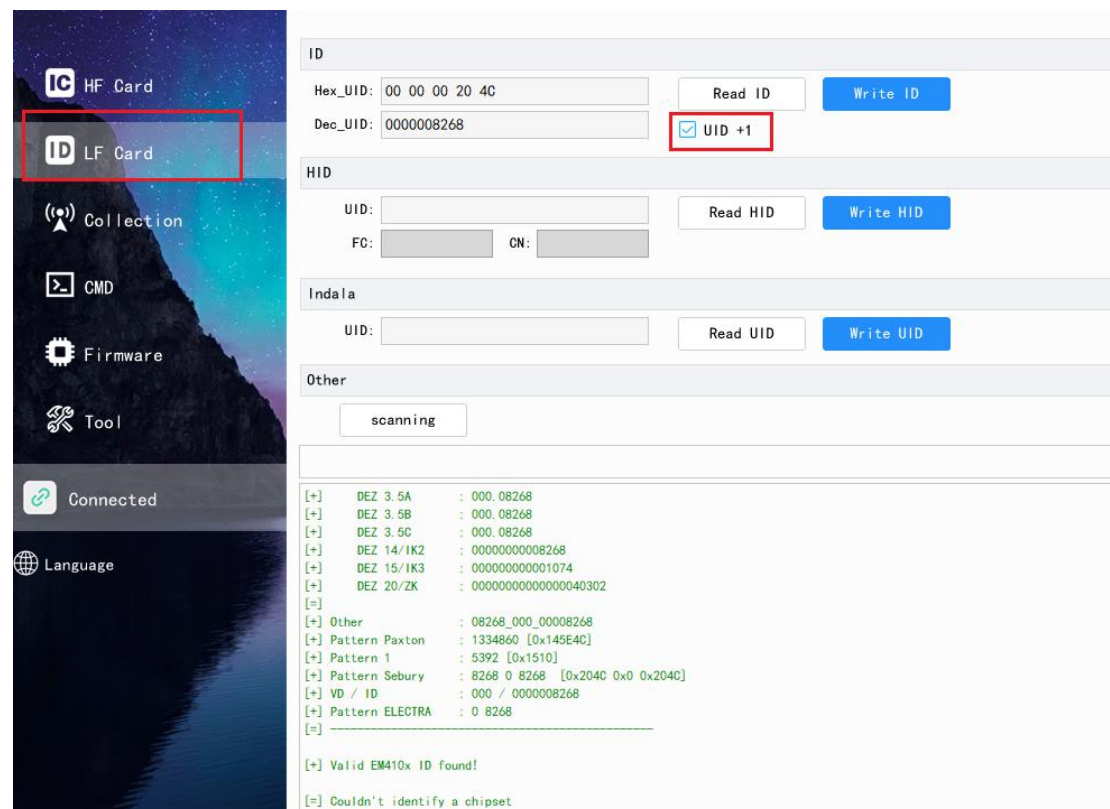 IC HF Card
ID LF Card
Collection
CMD
Firmware
Tool
Connected
Language
ID
Hex_UID: 00 00 00 20 4C Read ID Write ID
Dec_UID: 0000008268 UID +1
HID
UID: Read HID Write HID
FC: CN:
Indala
UID: Read UID Write UID
Other
scanning
[+] DEZ 3.5A : 000.08268
[+] DEZ 3.5B : 000.08268
[+] DEZ 3.5C : 000.08268
[+] DEZ 14/IK2 : 00000000008268
[+] DEZ 15/IK3 : 000000000001074
[+] DEZ 20/ZK : 00000000000000040302
[=]
[+] Other : 08268_000_00008268
[+] Pattern Paxton : 1334860 [0x145E4C]
[+] Pattern 1 : 5392 [0x1510]
[+] Pattern Sebury : 8268 0 8268 [0x204C 0x0 0x204C]
[+] VD / ID : 000 / 0000008268
[+] Pattern ELECTRA : 0 8268
[=] ------------------------------------------------
[+] Valid EM410x ID found!
[=] Couldn't identify a chipset